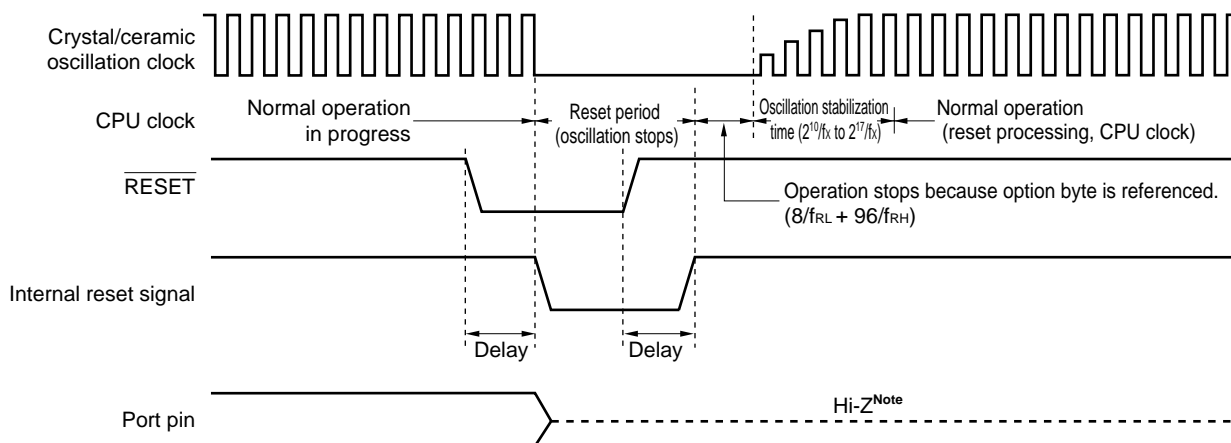 Crystal/ceramic
oscillation clock
CPU clock
Normal operation
in progress
Reset period
(oscillation stops)
Oscillation stabilization
time (2¹⁰/fX to 2¹⁷/fX)
Normal operation
(reset processing, CPU clock)
RESET
Operation stops because option byte is referenced.
(8/fRL + 96/fRH)
Internal reset signal
Delay
Delay
Port pin
Hi-ZNote